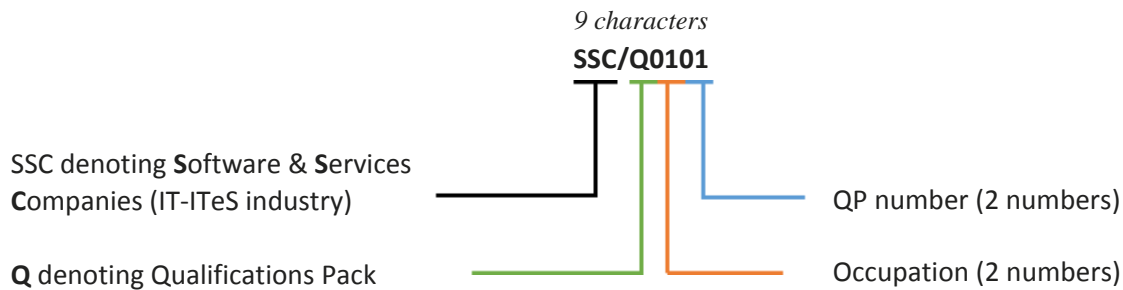 9 characters
SSC/Q0101
SSC denoting Software & Services
Companies (IT-ITeS industry)
QP number (2 numbers)
Q denoting Qualifications Pack
Occupation (2 numbers)